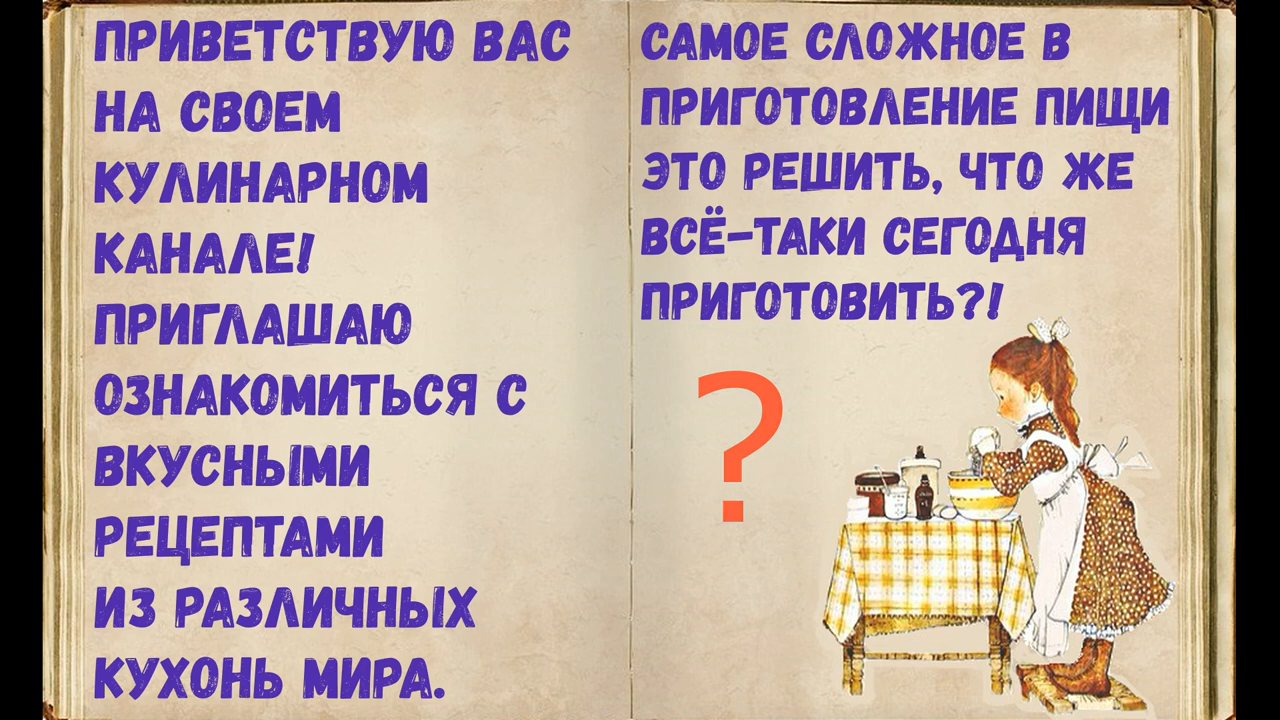 ПРИВЕТСТВУЮ ВАС
НА СВОЕМ
КУЛИНАРНОМ
КАНАЛЕ!
ПРИГЛАШАЮ
ОЗНАКОМИТЬСЯ С
ВКУСНЫМИ
РЕЦЕПТАМИ
ИЗ РАЗЛИЧНЫХ
КУХОНЬ МИРА.
САМОЕ СЛОЖНОЕ В
ПРИГОТОВЛЕНИЕ ПИЩИ
ЭТО РЕШИТЬ, ЧТО ЖЕ
ВСЁ-ТАКИ СЕГОДНЯ
ПРИГОТОВИТЬ?!
?